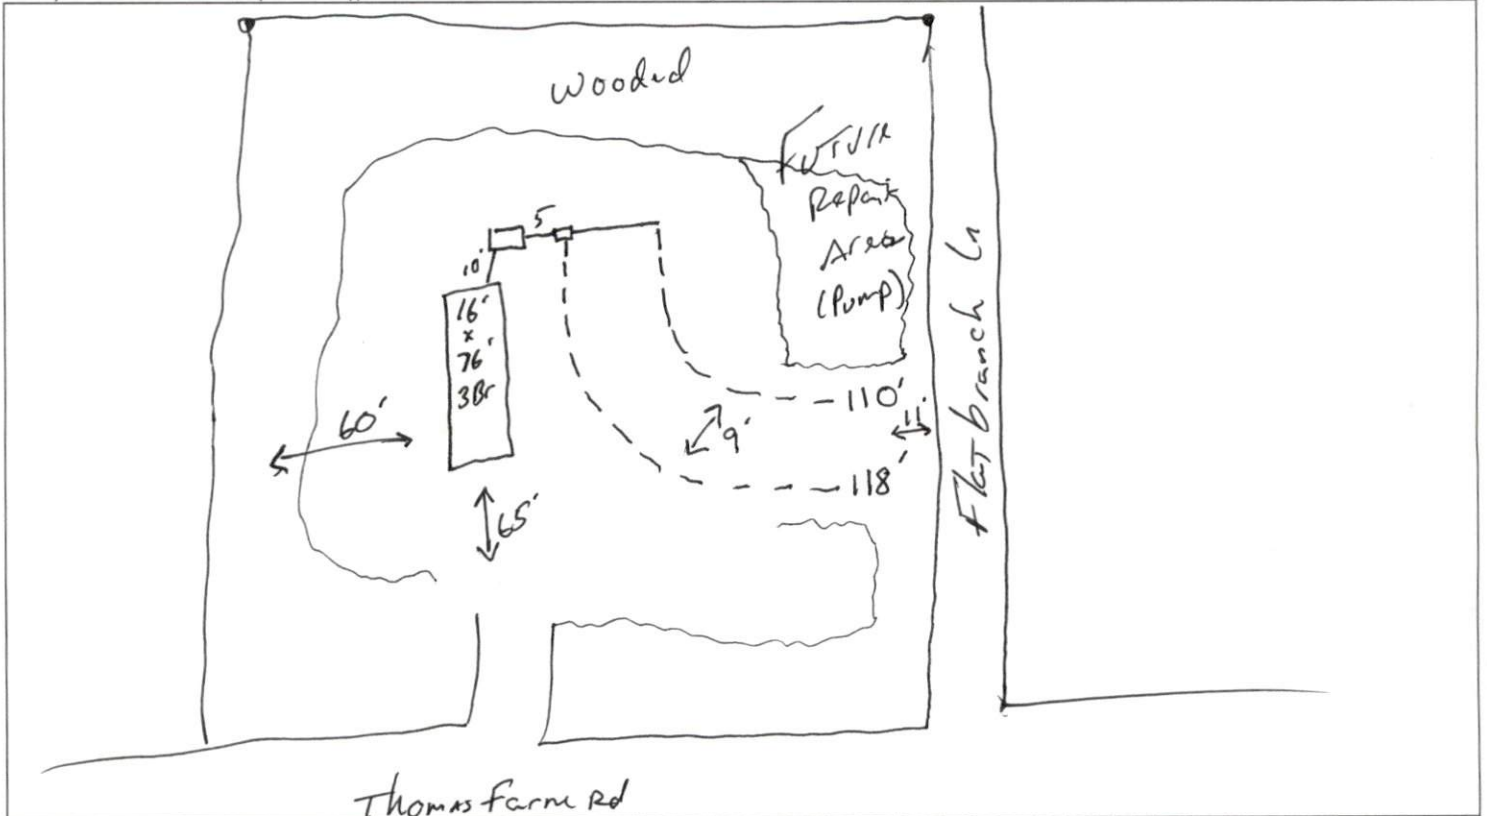 Wooded
FUTURE
Repair
Area
(Pump)
5'
10'
16'
x
76'
3Br
60'
65'
110'
11'
9'
118'
Flat branch Ln
Thomas Farm Rd